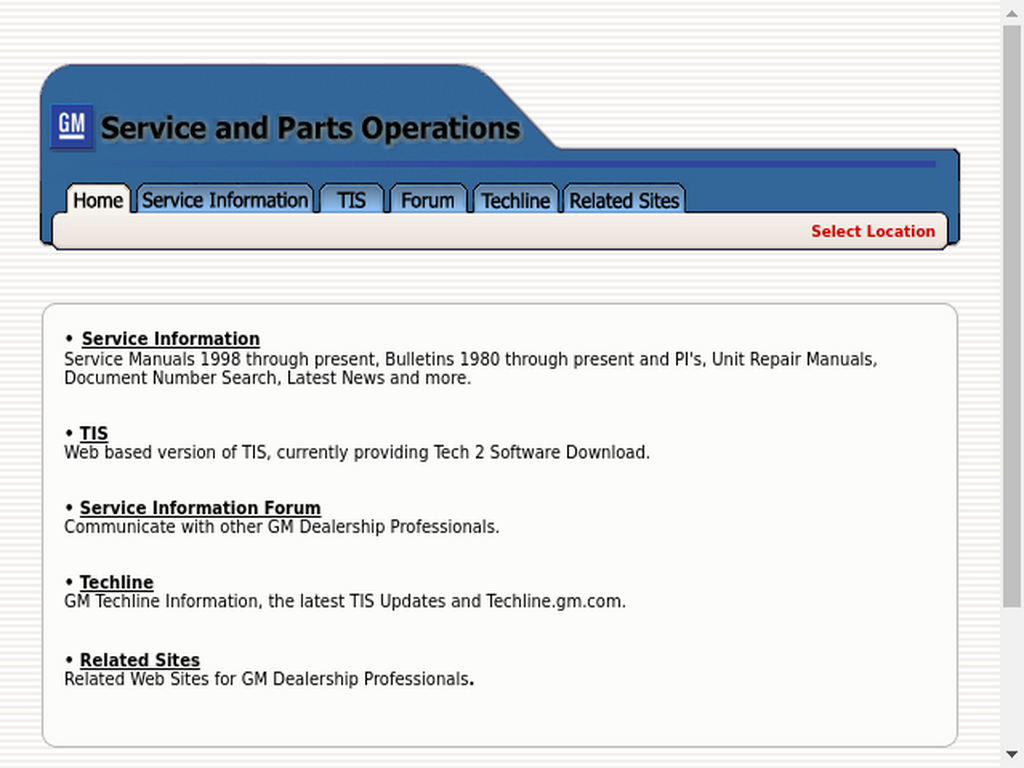 GM Service and Parts Operations
Home Service Information TIS Forum Techline Related Sites
Select Location
• Service Information
Service Manuals 1998 through present, Bulletins 1980 through present and PI's, Unit Repair Manuals,
Document Number Search, Latest News and more.
• TIS
Web based version of TIS, currently providing Tech 2 Software Download.
• Service Information Forum
Communicate with other GM Dealership Professionals.
• Techline
GM Techline Information, the latest TIS Updates and Techline.gm.com.
• Related Sites
Related Web Sites for GM Dealership Professionals.